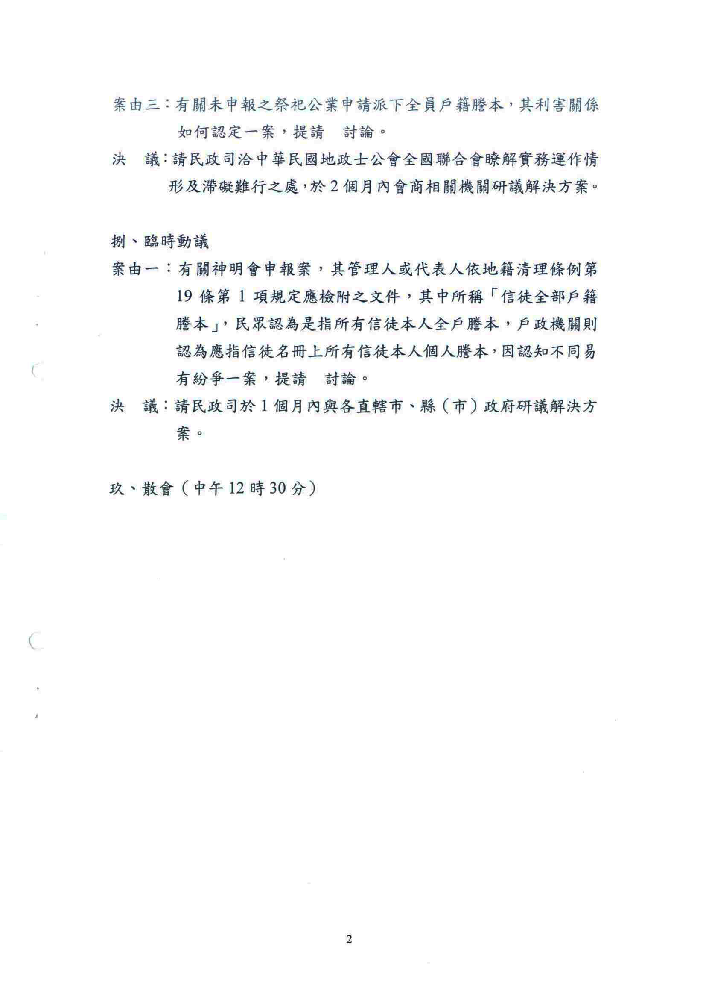 案由三：有關未申報之祭祀公業申請派下全員戶籍謄本，其利害關係
如何認定一案，提請　討論。
決　議：請民政司洽中華民國地政士公會全國聯合會瞭解實務運作情
形及滯礙難行之處，於2個月內會商相關機關研議解決方案。
捌、臨時動議
案由一：有關神明會申報案，其管理人或代表人依地籍清理條例第
19 條第 1 項規定應檢附之文件，其中所稱「信徒全部戶籍
謄本」，民眾認為是指所有信徒本人全戶謄本，戶政機關則
認為應指信徒名冊上所有信徒本人個人謄本，因認知不同易
有紛爭一案，提請　討論。
決　議：請民政司於1個月內與各直轄市、縣（市）政府研議解決方
案。
玖、散會（中午12時30分）
2